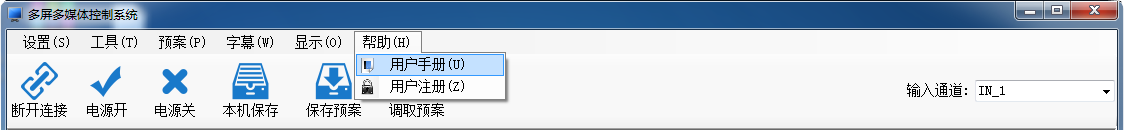 多屏多媒体控制系统
设置(S) 工具(T) 预案(P) 字幕(W) 显示(O) 帮助(H)
用户手册(U)
用户注册(Z)
断开连接 电源开 电源关 本机保存 保存预案 调取预案
输入通道: IN_1